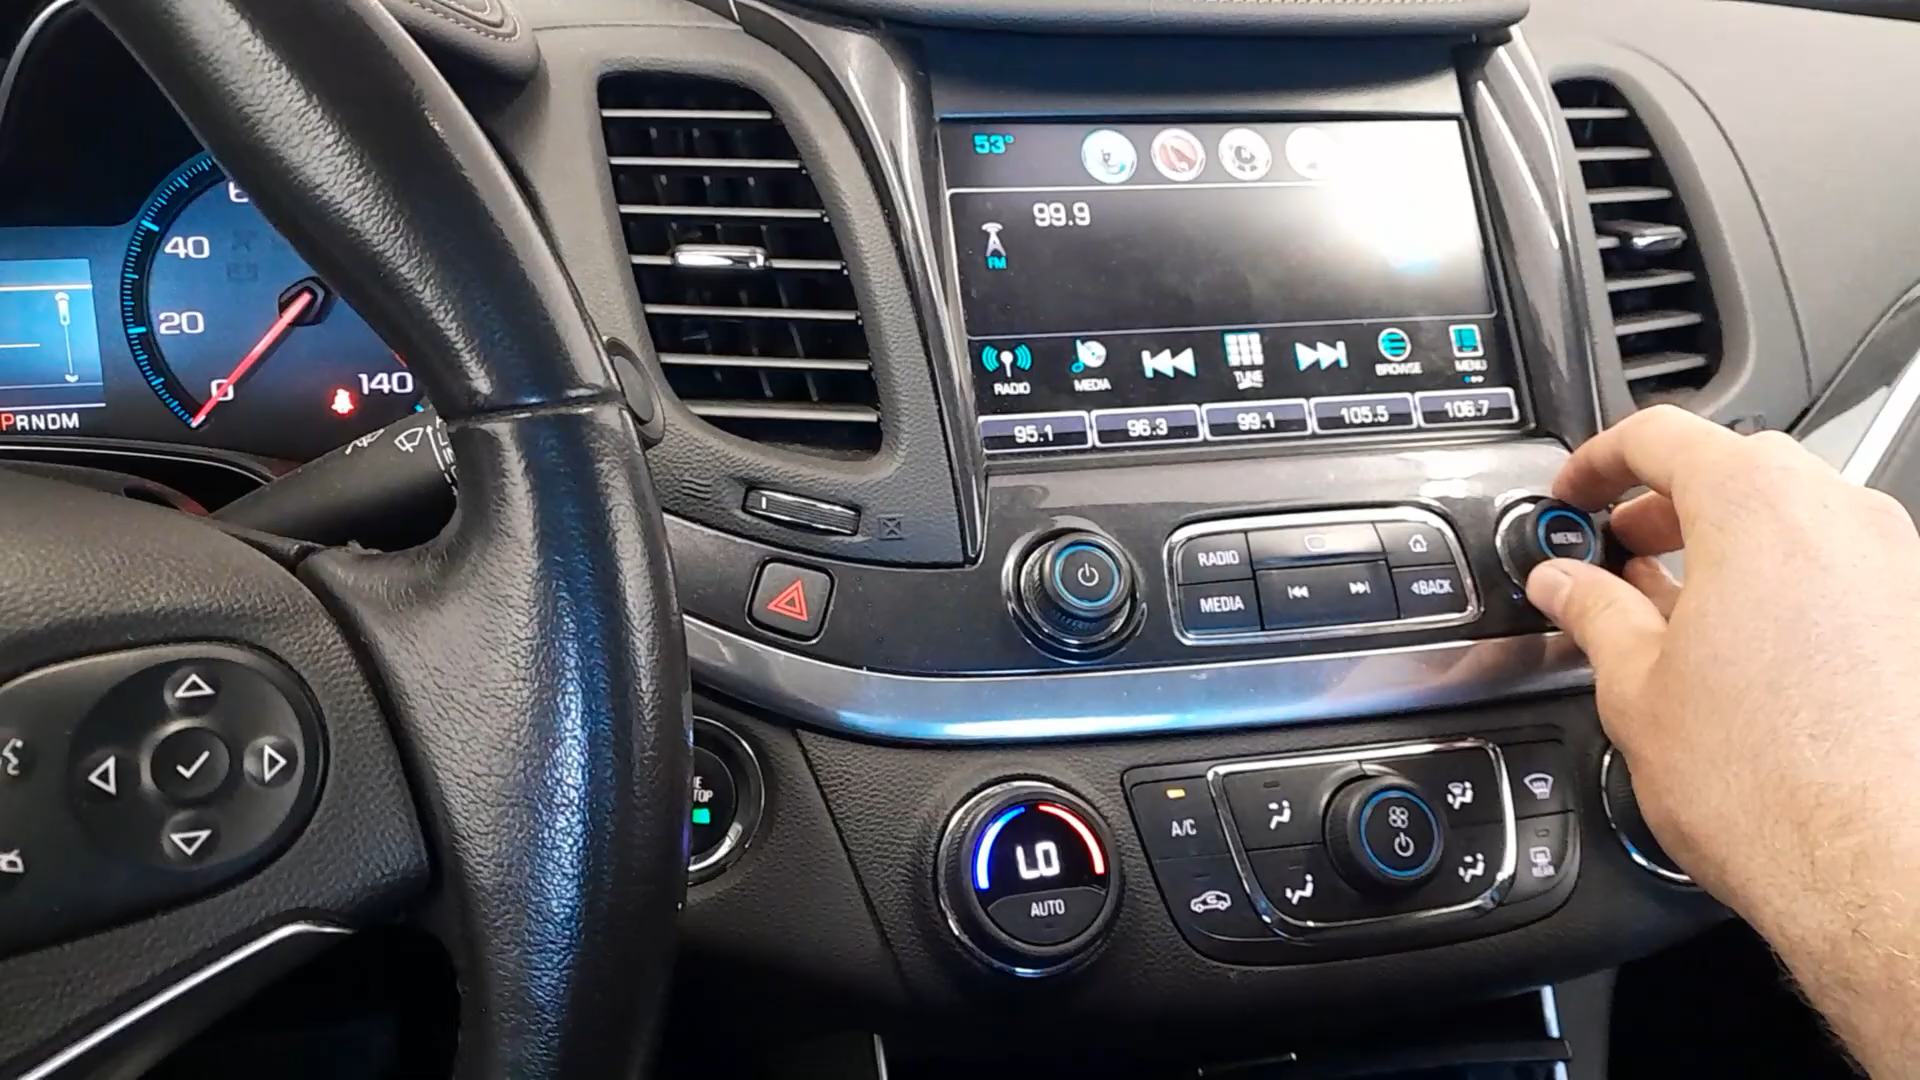 53°
99.9
FM
RADIO
MEDIA
TUNE
BROWSE
MENU
95.1
96.3
99.1
105.5
106.7
40
20
0
140
PRNDM
RADIO
MEDIA
BACK
MENU
A/C
LO
AUTO
REAR